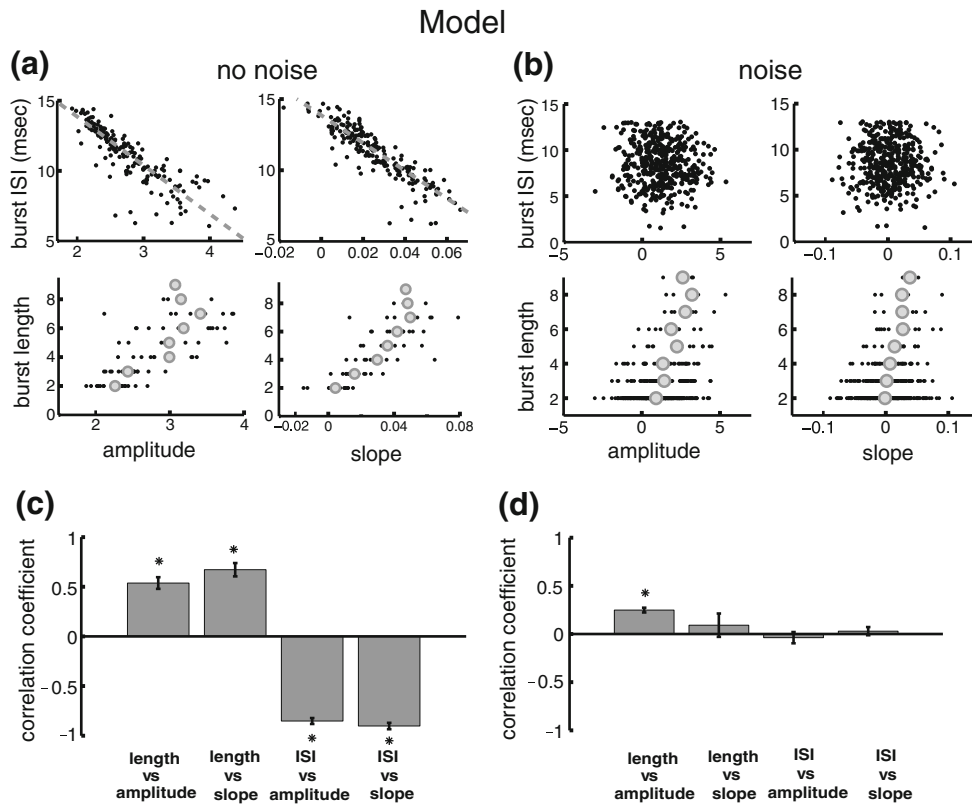 Model
(a)
no noise
burst ISI (msec)
15
10
5
2
3
4
15
10
5
−0.02
0
0.02
0.04
0.06
burst length
8
6
4
2
0
2
3
4
amplitude
8
6
4
2
0
−0.02
0
0.04
0.08
slope
(b)
noise
burst ISI (msec)
15
10
5
0
−5
0
5
15
10
5
0
−0.1
0
0.1
burst length
8
6
4
2
−5
0
5
amplitude
8
6
4
2
−0.1
0
0.1
slope
(c)
correlation coefficient
1
0.5
0
−0.5
−1
*
*
*
*
length
vs
amplitude
length
vs
slope
ISI
vs
amplitude
ISI
vs
slope
(d)
correlation coefficient
1
0.5
0
−0.5
−1
*
length
vs
amplitude
length
vs
slope
ISI
vs
amplitude
ISI
vs
slope